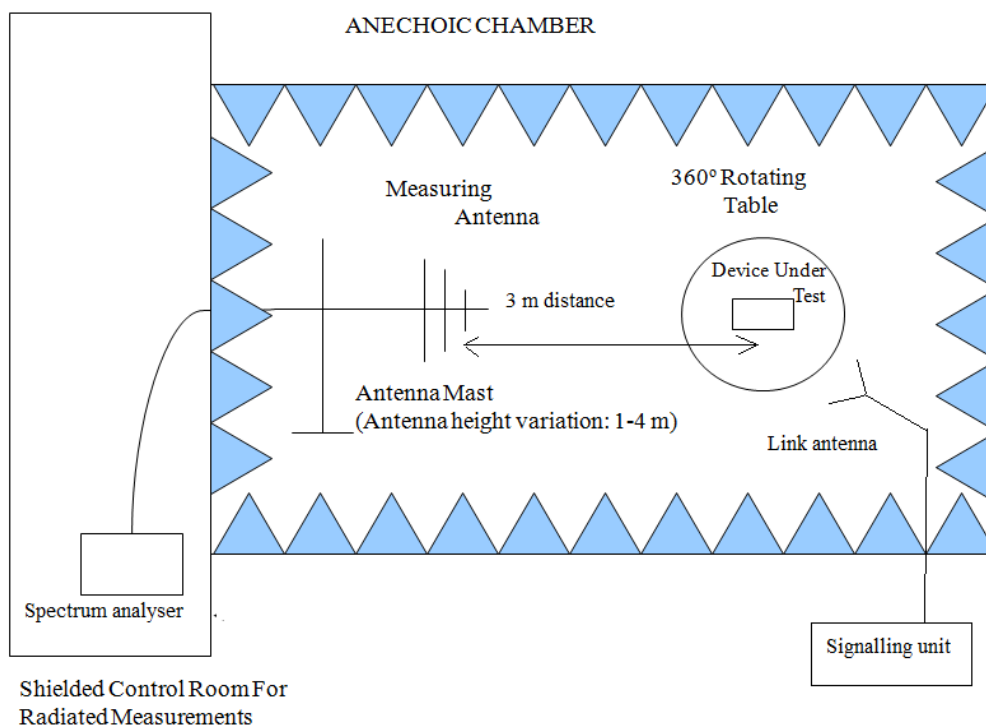 ANECHOIC CHAMBER
Measuring
Antenna
360º Rotating
Table
Device Under
Test
3 m distance
Antenna Mast
(Antenna height variation: 1-4 m)
Link antenna
Spectrum analyser
Signalling unit
Shielded Control Room For
Radiated Measurements